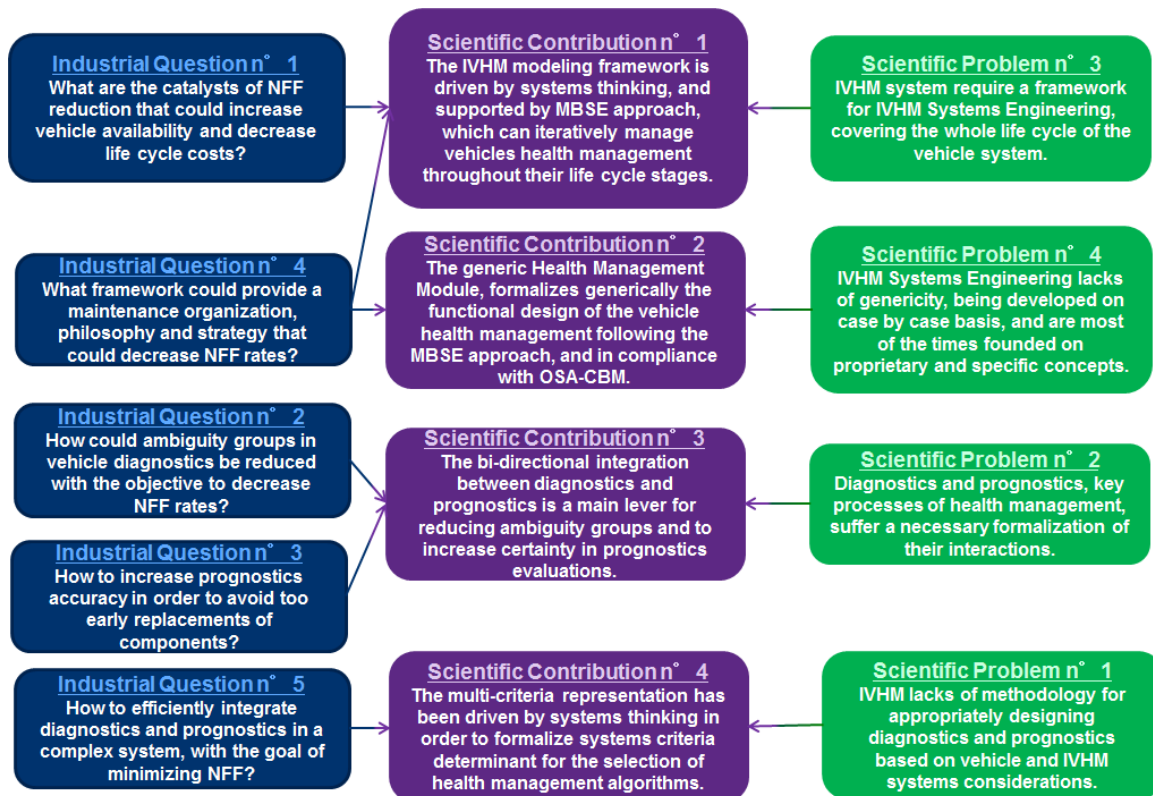 Industrial Question n° 1
What are the catalysts of NFF
reduction that could increase
vehicle availability and decrease
life cycle costs?
Industrial Question n° 4
What framework could provide a
maintenance organization,
philosophy and strategy that
could decrease NFF rates?
Industrial Question n° 2
How could ambiguity groups in
vehicle diagnostics be reduced
with the objective to decrease
NFF rates?
Industrial Question n° 3
How to increase prognostics
accuracy in order to avoid too
early replacements of
components?
Industrial Question n° 5
How to efficiently integrate
diagnostics and prognostics in a
complex system, with the goal of
minimizing NFF?
Scientific Contribution n° 1
The IVHM modeling framework is
driven by systems thinking, and
supported by MBSE approach,
which can iteratively manage
vehicles health management
throughout their life cycle stages.
Scientific Contribution n° 2
The generic Health Management
Module, formalizes generically the
functional design of the vehicle
health management following the
MBSE approach, and in compliance
with OSA-CBM.
Scientific Contribution n° 3
The bi-directional integration
between diagnostics and
prognostics is a main lever for
reducing ambiguity groups and to
increase certainty in prognostics
evaluations.
Scientific Contribution n° 4
The multi-criteria representation has
been driven by systems thinking in
order to formalize systems criteria
determinant for the selection of
health management algorithms.
Scientific Problem n° 3
IVHM system require a framework
for IVHM Systems Engineering,
covering the whole life cycle of the
vehicle system.
Scientific Problem n° 4
IVHM Systems Engineering lacks
of genericity, being developed on
case by case basis, and are most
of the times founded on
proprietary and specific concepts.
Scientific Problem n° 2
Diagnostics and prognostics, key
processes of health management,
suffer a necessary formalization of
their interactions.
Scientific Problem n° 1
IVHM lacks of methodology for
appropriately designing
diagnostics and prognostics
based on vehicle and IVHM
systems considerations.